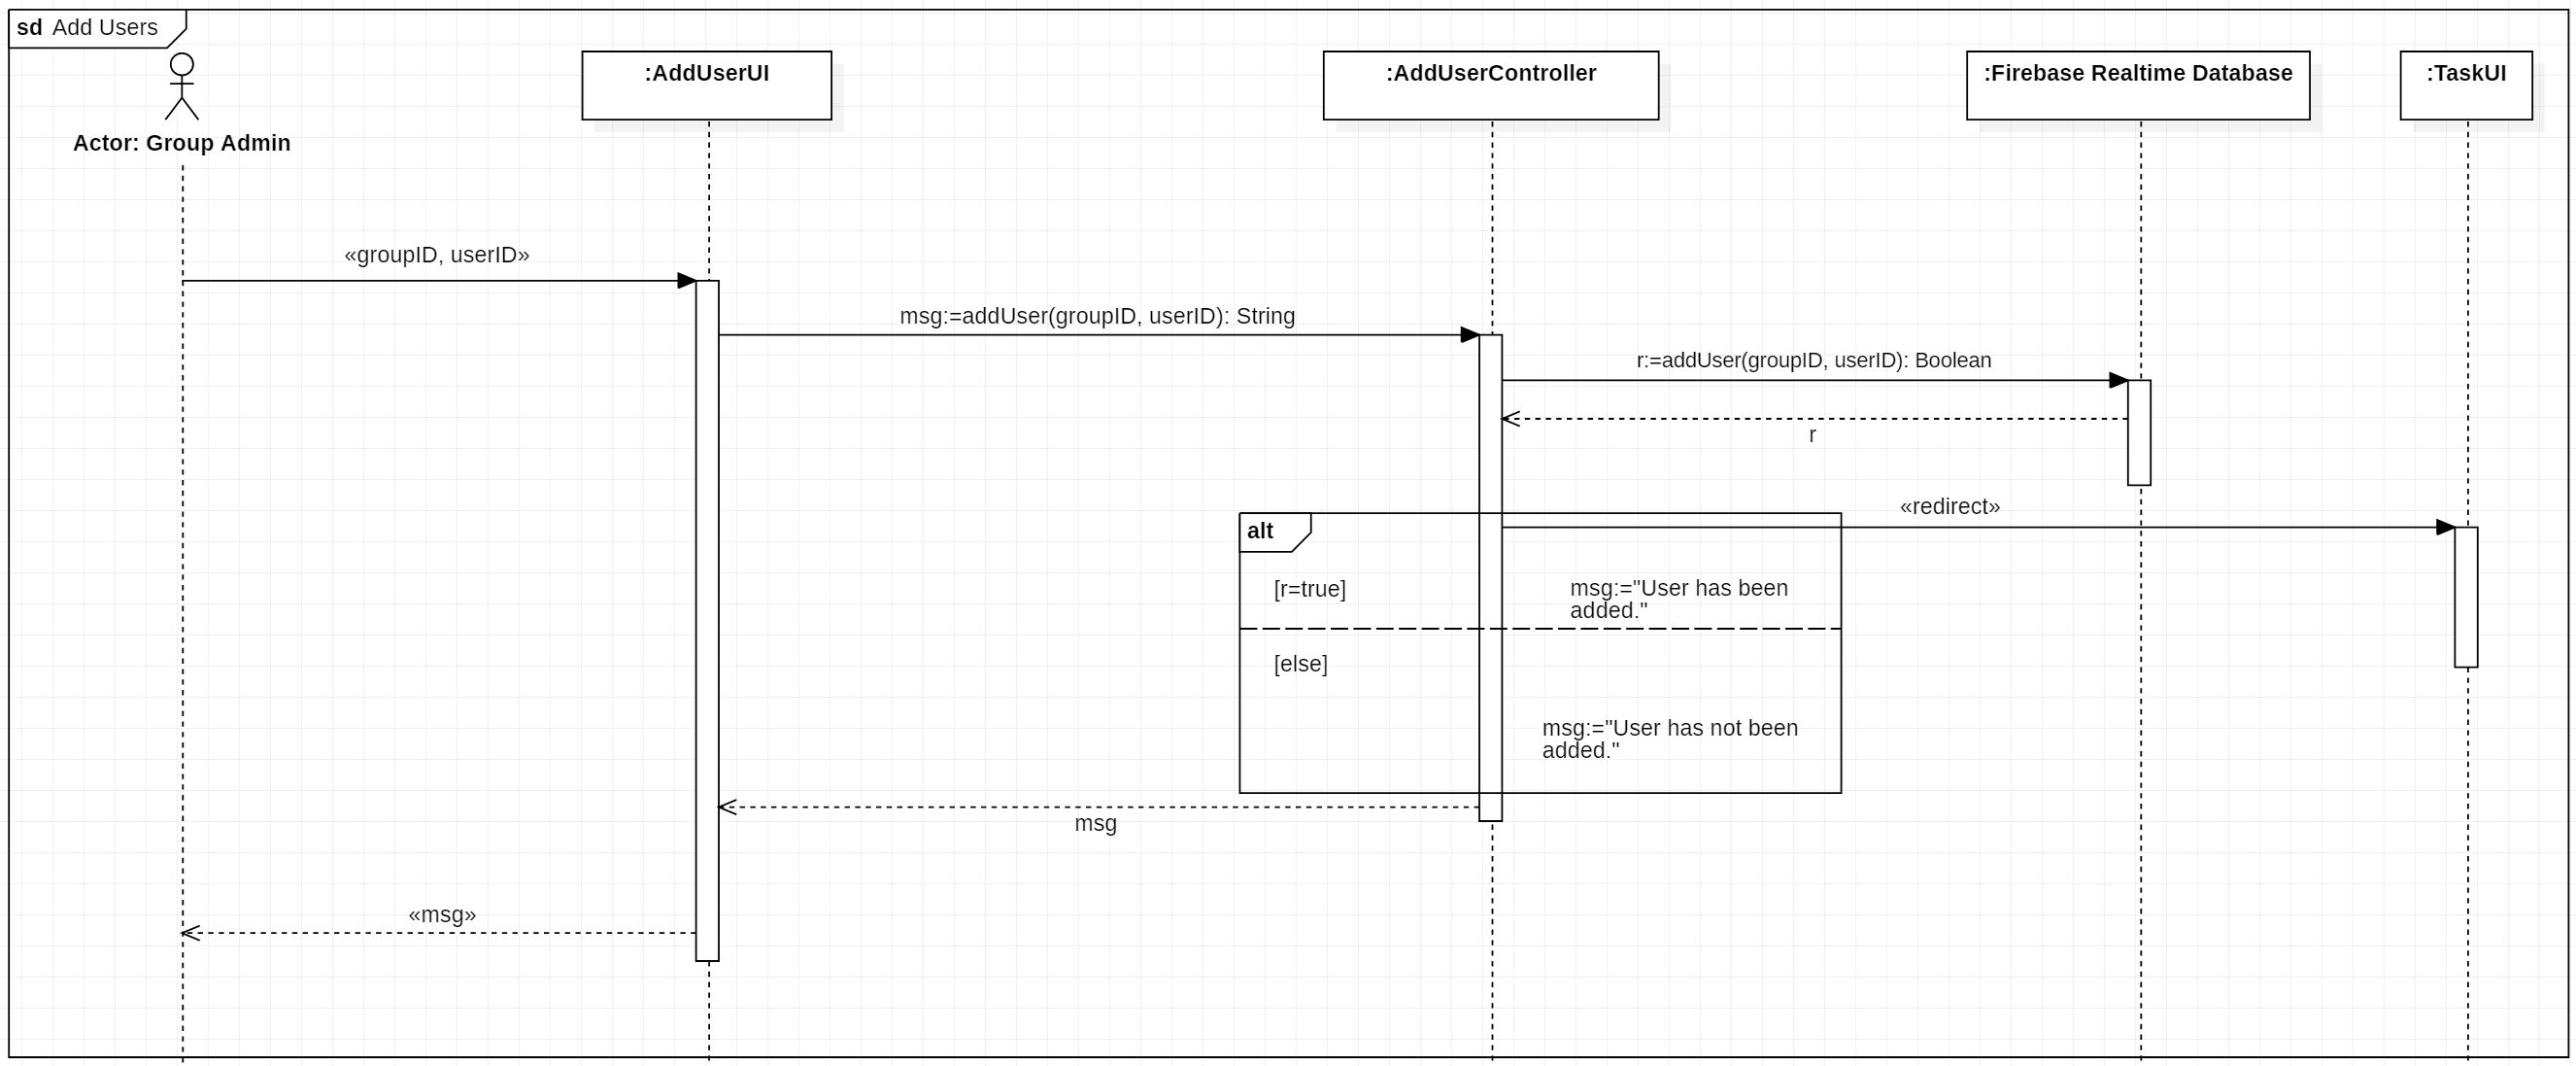 sd Add Users
Actor: Group Admin
:AddUserUI
:AddUserController
:Firebase Realtime Database
:TaskUI
«groupID, userID»
msg:=addUser(groupID, userID): String
r:=addUser(groupID, userID): Boolean
r
«redirect»
alt
[r=true]
msg:="User has been
added."
[else]
msg:="User has not been
added."
msg
«msg»